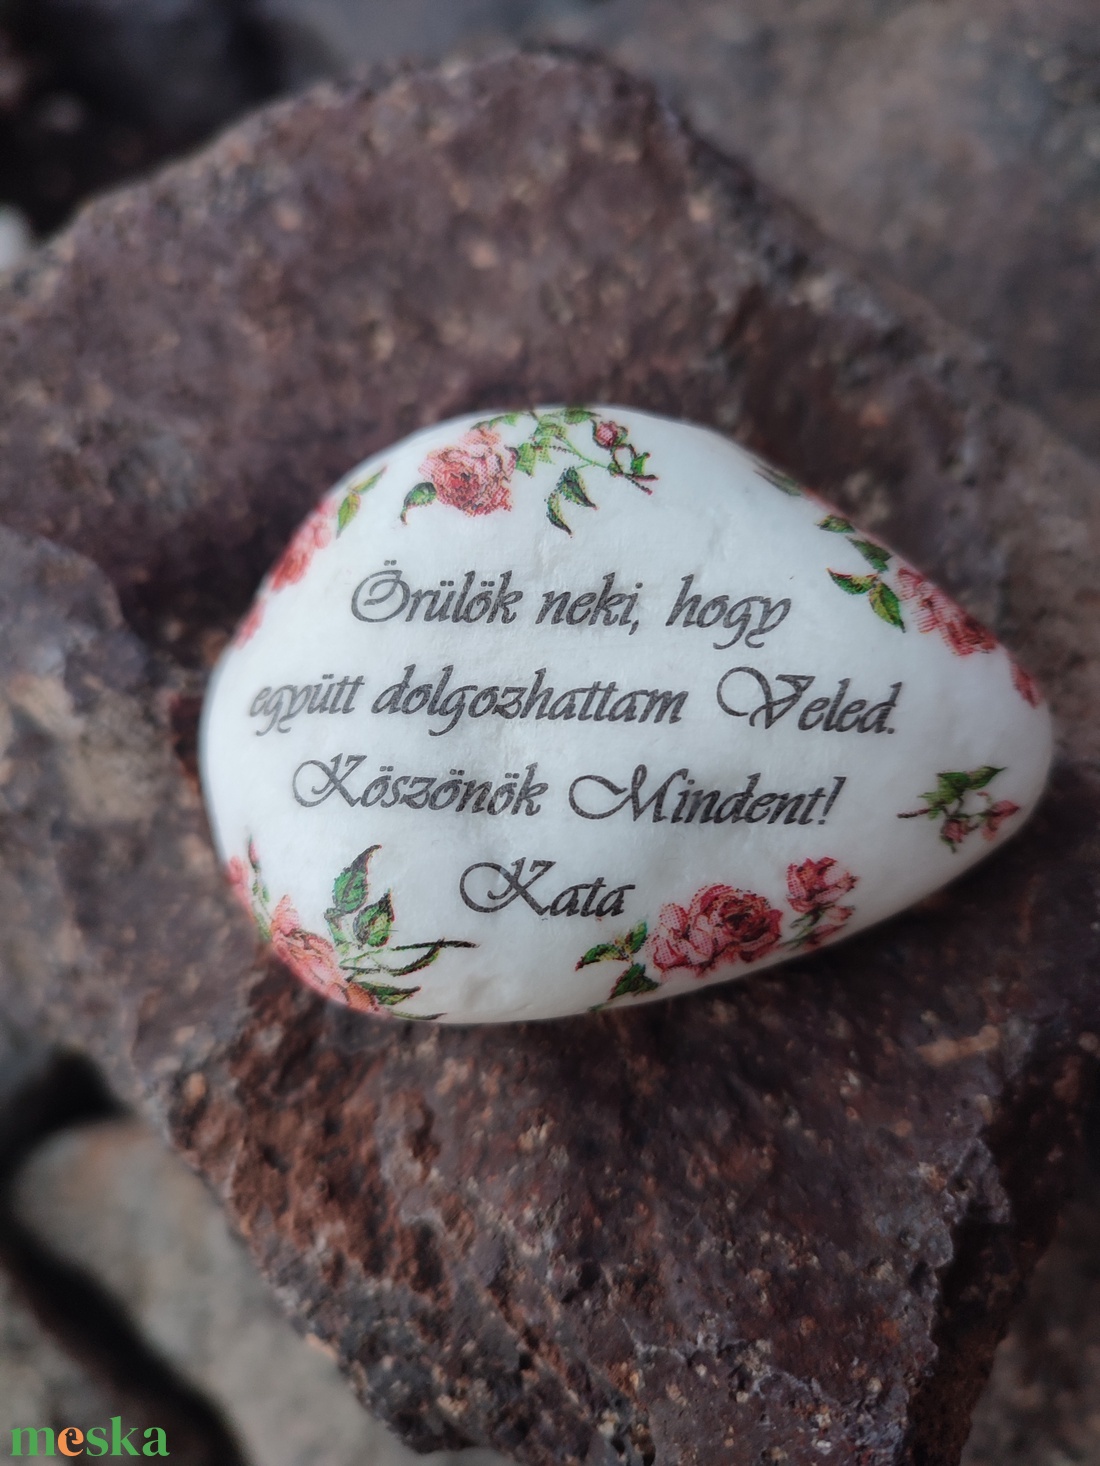 Örülök neki, hogy
együtt dolgozhattam Veled.
Köszönök Mindent!
Kata
meska